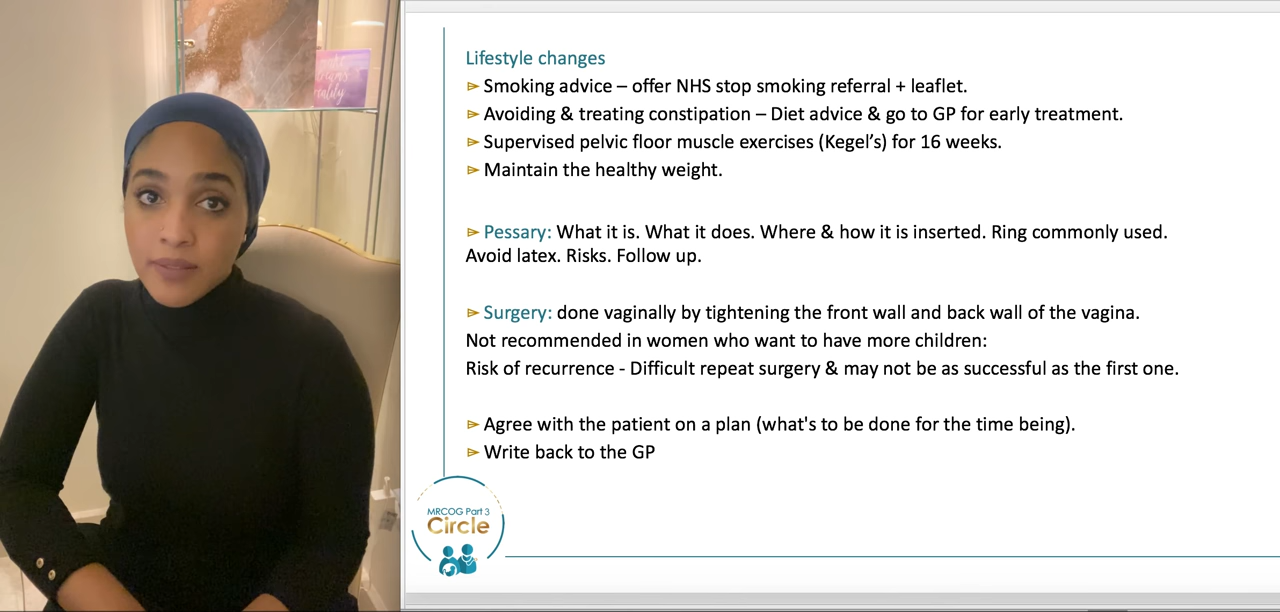 Lifestyle changes
⌲ Smoking advice – offer NHS stop smoking referral + leaflet.
⌲ Avoiding & treating constipation – Diet advice & go to GP for early treatment.
⌲ Supervised pelvic floor muscle exercises (Kegel’s) for 16 weeks.
⌲ Maintain the healthy weight.
⌲ Pessary: What it is. What it does. Where & how it is inserted. Ring commonly used.
Avoid latex. Risks. Follow up.
⌲ Surgery: done vaginally by tightening the front wall and back wall of the vagina.
Not recommended in women who want to have more children:
Risk of recurrence - Difficult repeat surgery & may not be as successful as the first one.
⌲ Agree with the patient on a plan (what's to be done for the time being).
⌲ Write back to the GP
MRCOG Part 3
Circle